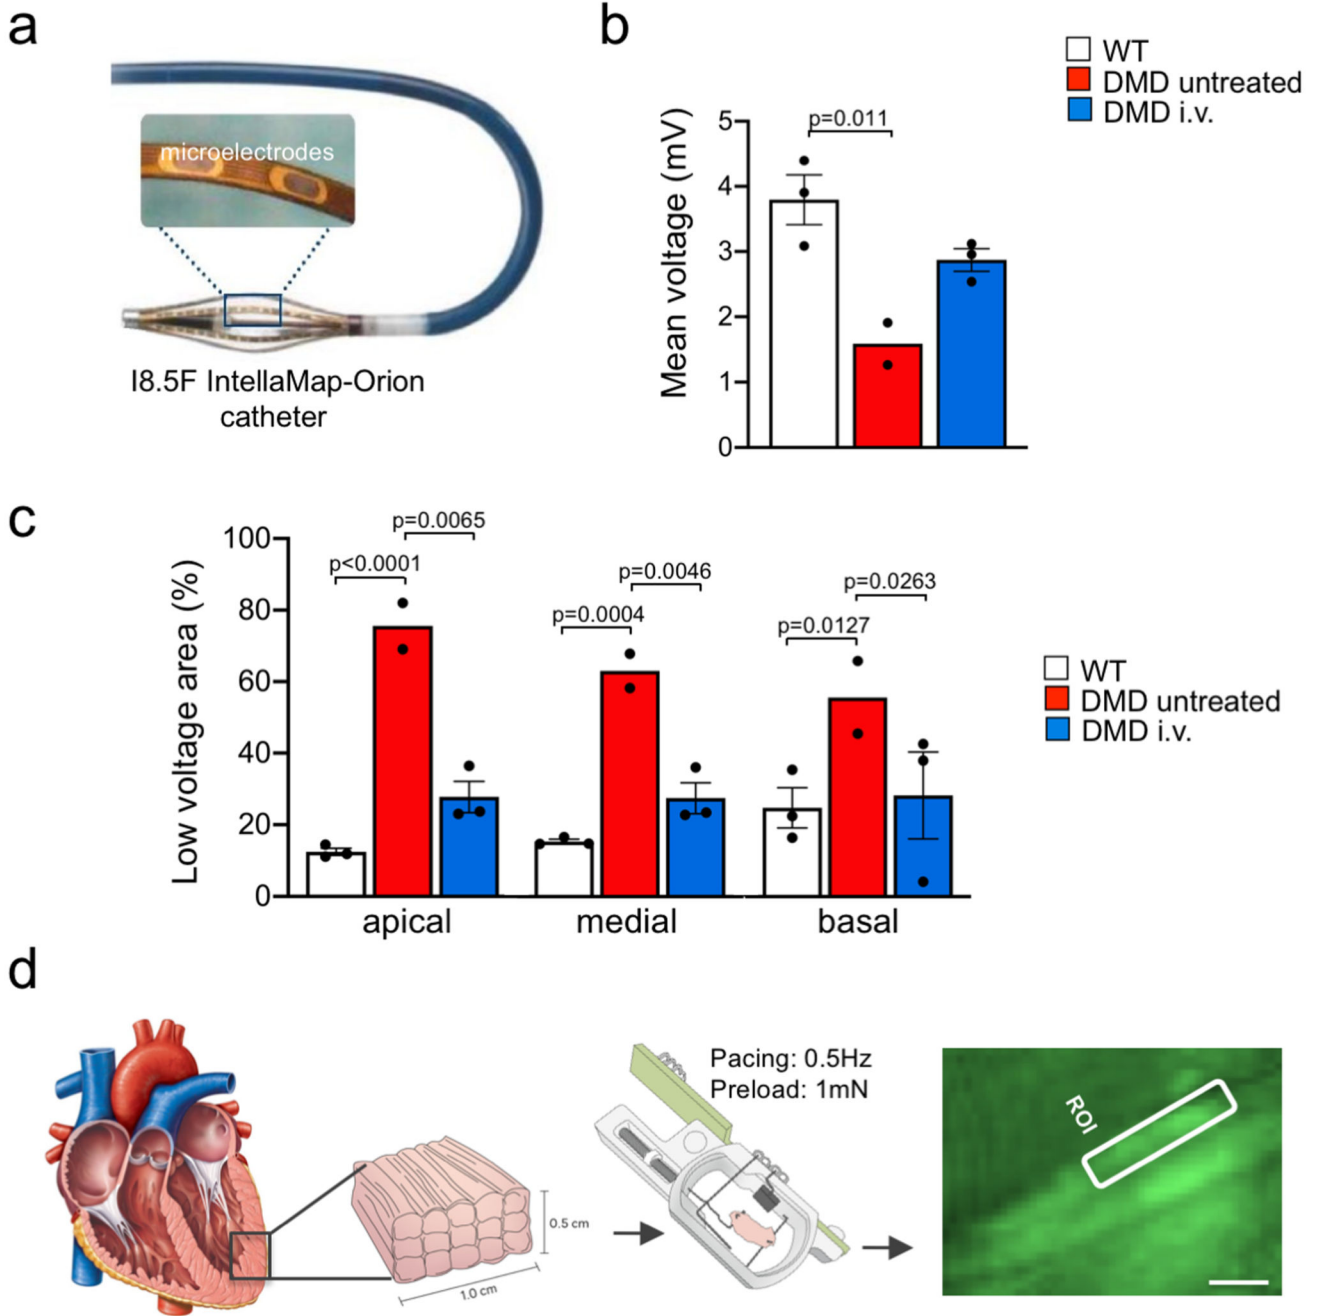 a
microelectrodes
I8.5F IntellaMap-Orion
catheter
b
WT
DMD untreated
DMD i.v.
Mean voltage (mV)
5
4
3
2
1
0
p=0.011
c
Low voltage area (%)
100
80
60
40
20
0
p<0.0001
p=0.0065
p=0.0004
p=0.0046
p=0.0127
p=0.0263
apical
medial
basal
WT
DMD untreated
DMD i.v.
d
0.5 cm
1.0 cm
Pacing: 0.5Hz
Preload: 1mN
ROI